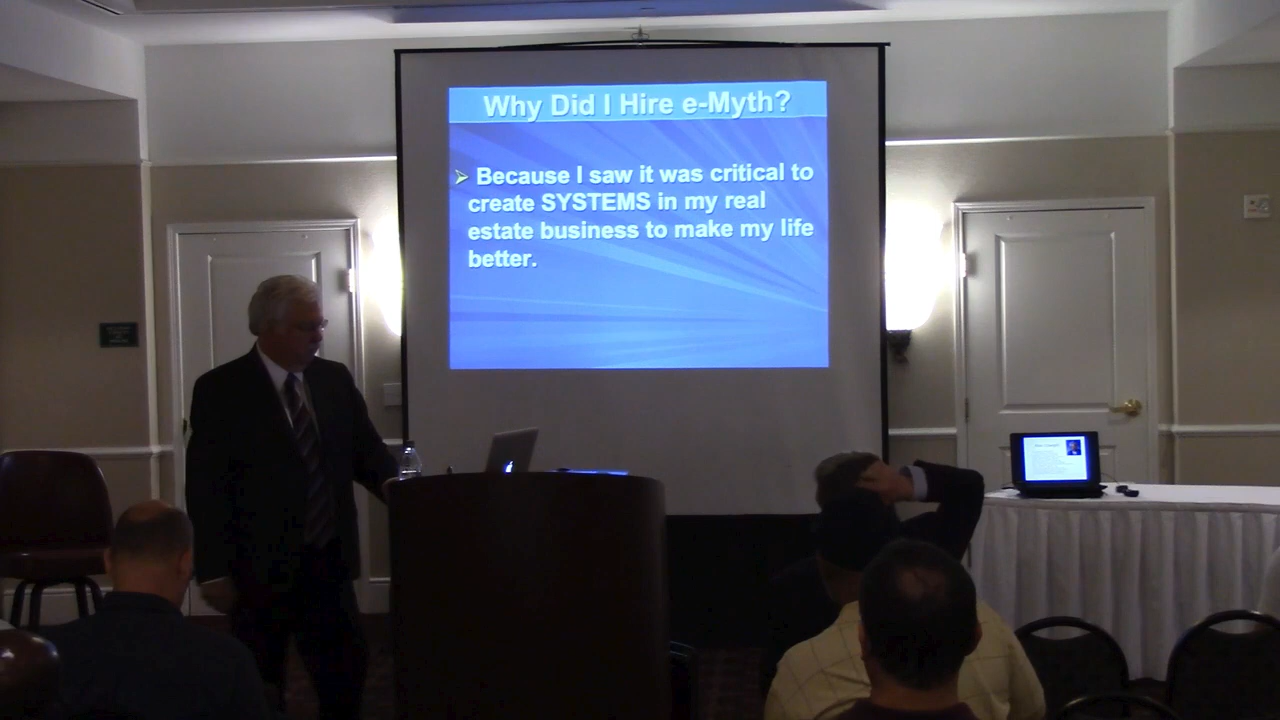 Why Did I Hire e-Myth?
Because I saw it was critical to
create SYSTEMS in my real
estate business to make my life
better.